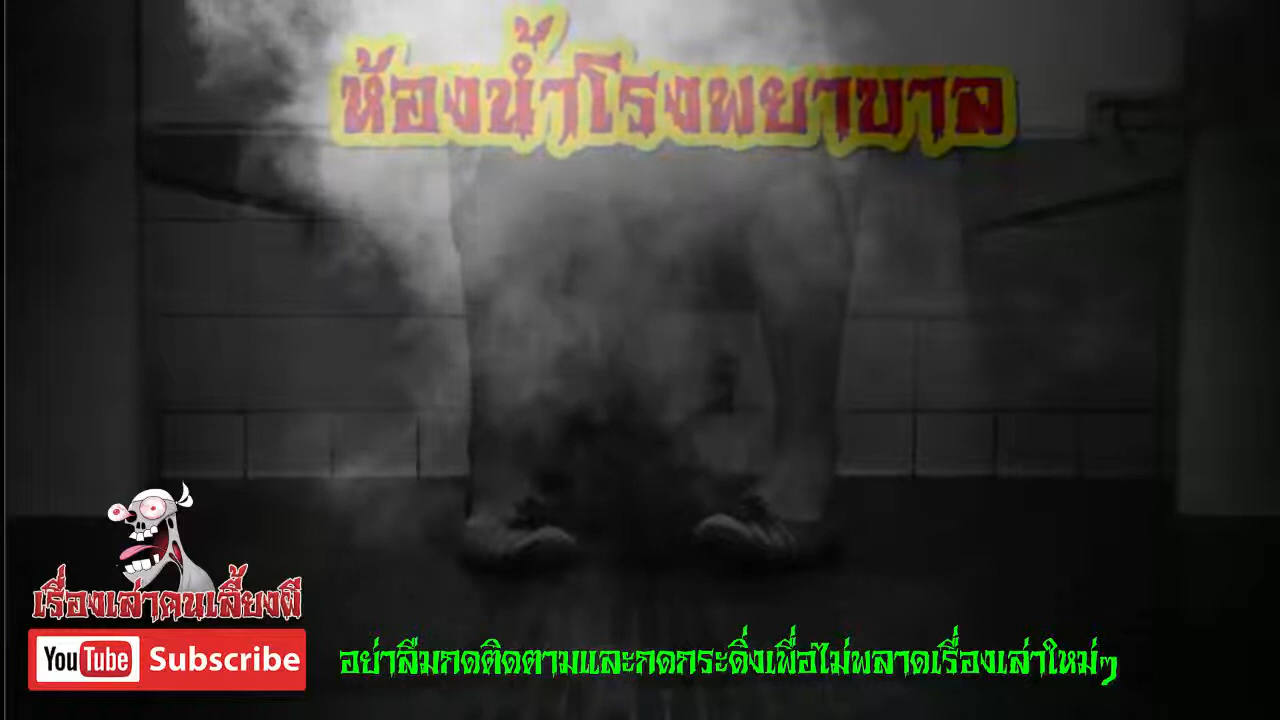 ห้องน้ำโรงพยาบาล
เรื่องเล่าคนเลี้ยงผี
YouTube Subscribe
อย่าลืมกดติดตามและกดกระดิ่งเพื่อไม่พลาดเรื่องเล่าใหม่ๆ